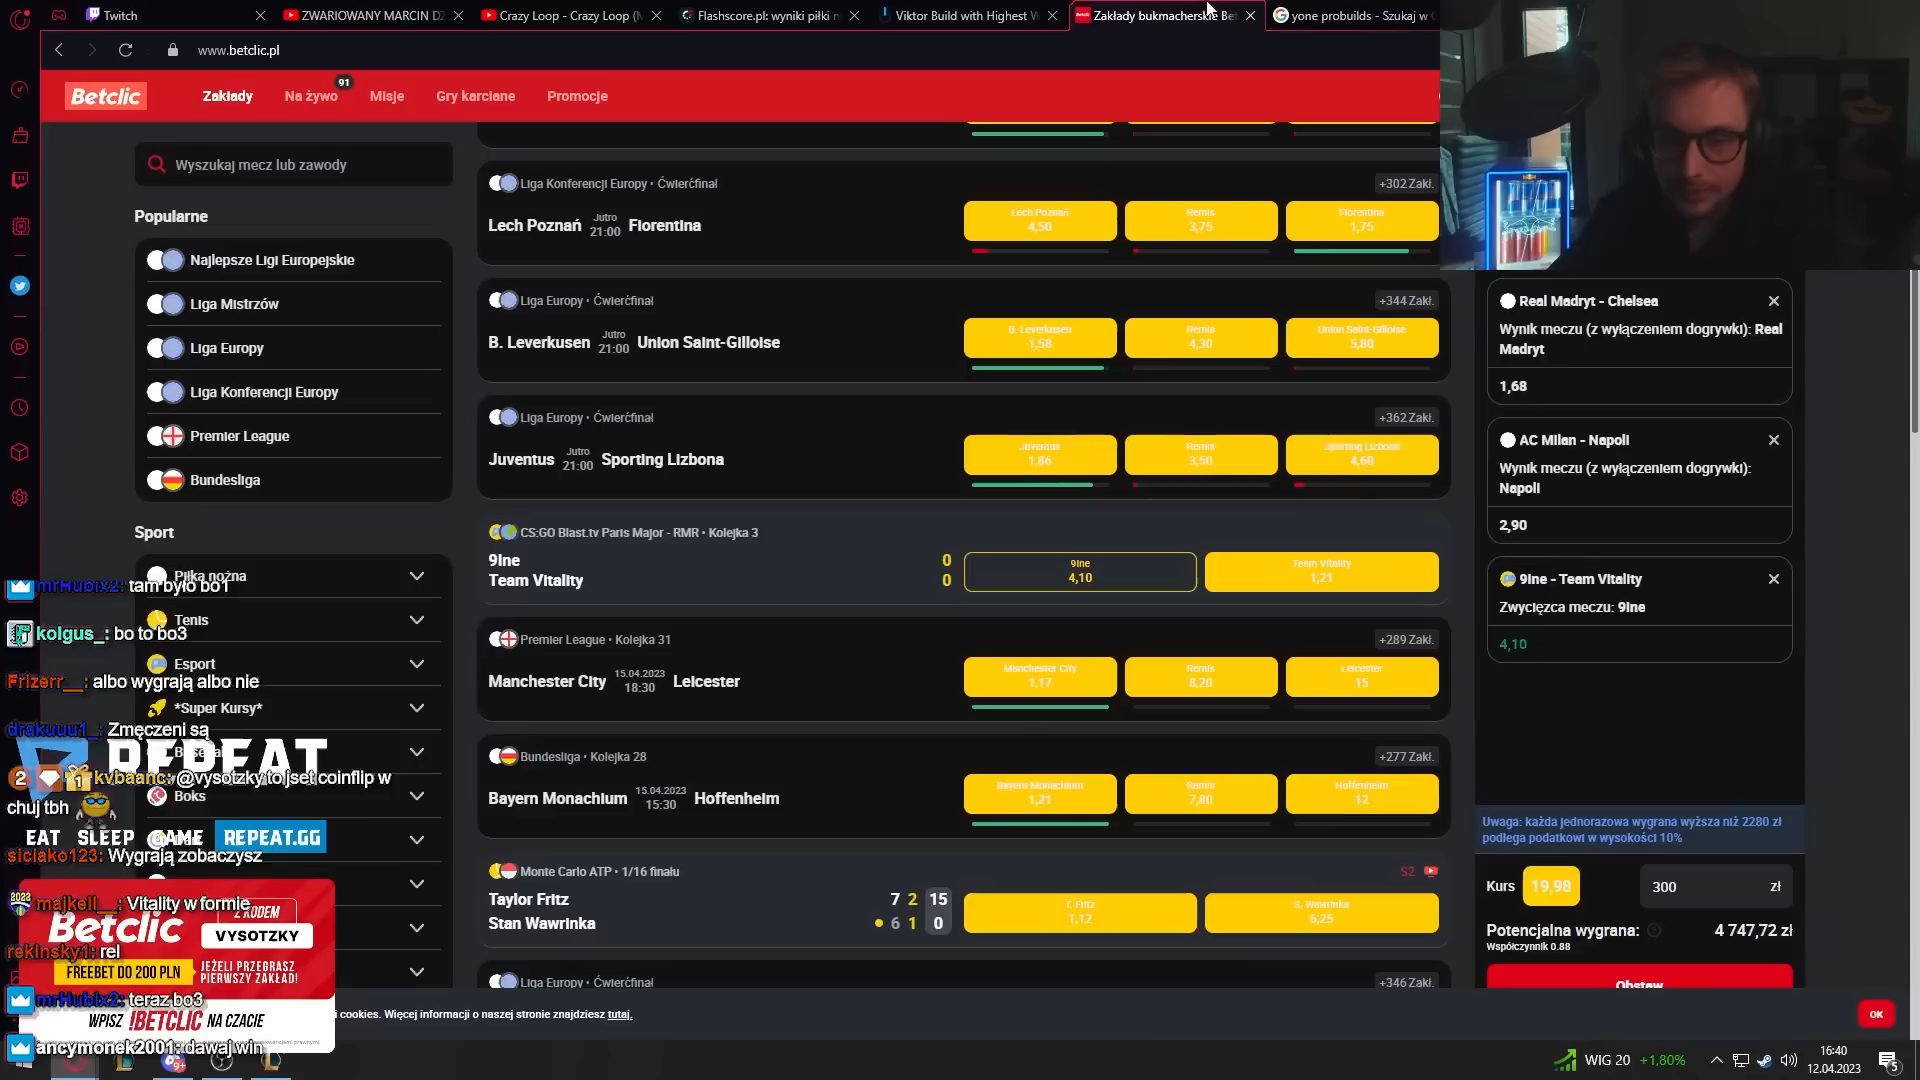 Twitch
ZWARIOWANY MARCIN DZ
Crazy Loop - Crazy Loop (M
Flashscore.pl: wyniki piłki n
Viktor Build with Highest W
Zakłady bukmacherskie Bet
yone probuilds - Szukaj w G
www.betclic.pl
Betclic
Zakłady
Na żywo
91
Misje
Gry karciane
Promocje
Wyszukaj mecz lub zawody
Popularne
Najlepsze Ligi Europejskie
Liga Mistrzów
Liga Europy
Liga Konferencji Europy
Premier League
Bundesliga
Sport
Piłka nożna
Tenis
Esport
*Super Kursy*
Boks
Liga Konferencji Europy • Ćwierćfinał
+302 Zakł.
Lech Poznań
Jutro
21:00
Fiorentina
Lech Poznań
4,50
Remis
3,75
Fiorentina
1,75
Liga Europy • Ćwierćfinał
+344 Zakł.
B. Leverkusen
Jutro
21:00
Union Saint-Gilloise
B. Leverkusen
1,58
Remis
4,30
Union Saint-Gilloise
5,80
Liga Europy • Ćwierćfinał
+362 Zakł.
Juventus
Jutro
21:00
Sporting Lizbona
Juventus
1,86
Remis
3,50
Sporting Lizbona
4,60
CS:GO Blast.tv Paris Major - RMR • Kolejka 3
9Ine
0
Team Vitality
0
9Ine
4,10
Team Vitality
1,21
Premier League • Kolejka 31
+289 Zakł.
Manchester City
15.04.2023
18:30
Leicester
Manchester City
1,17
Remis
8,20
Leicester
15
Bundesliga • Kolejka 28
+277 Zakł.
Bayern Monachium
15.04.2023
15:30
Hoffenheim
Bayern Monachium
1,21
Remis
7,80
Hoffenheim
12
Monte Carlo ATP • 1/16 finału
S2
Taylor Fritz
7 2 15
Stan Wawrinka
6 1 0
T. Fritz
1,12
S. Wawrinka
6,25
Liga Europy • Ćwierćfinał
+346 Zakł.
Real Madryt - Chelsea
Wynik meczu (z wyłączeniem dogrywki): Real
Madryt
1,68
AC Milan - Napoli
Wynik meczu (z wyłączeniem dogrywki):
Napoli
2,90
9Ine - Team Vitality
Zwycięzca meczu: 9Ine
4,10
Uwaga: każda jednorazowa wygrana wyższa niż 2280 zł
podlega podatkowi w wysokości 10%
Kurs
19,98
300
zł
Potencjalna wygrana:
4 747,72 zł
Współczynnik 0.88
Obstaw
mrHubix2: tam było bo1
kolgus_: bo to bo3
Frizerr__: albo wygrają albo nie
drakuuu1_: Zmęczeni są
REPEAT
2
1
kvbaanc: @vysotzky to jset coinflip w
chuj tbh
EAT SLEEP GAME REPEAT.GG
siciako123: Wygrają zobaczysz
2022
majkell__: Vitality w formie
Betclic
Z KODEM
VYSOTZKY
rekinsky1: rel
FREEBET DO 200 PLN
JEŻELI PRZEGRASZ
PIERWSZY ZAKŁAD!
mrHubix2: teraz bo3
WPISZ !BETCLIC NA CZACIE
ancymonek2001: dawaj win
i cookies. Więcej informacji o naszej stronie znajdziesz tutaj.
OK
9+
WIG 20 +1,80%
16:40
12.04.2023
5